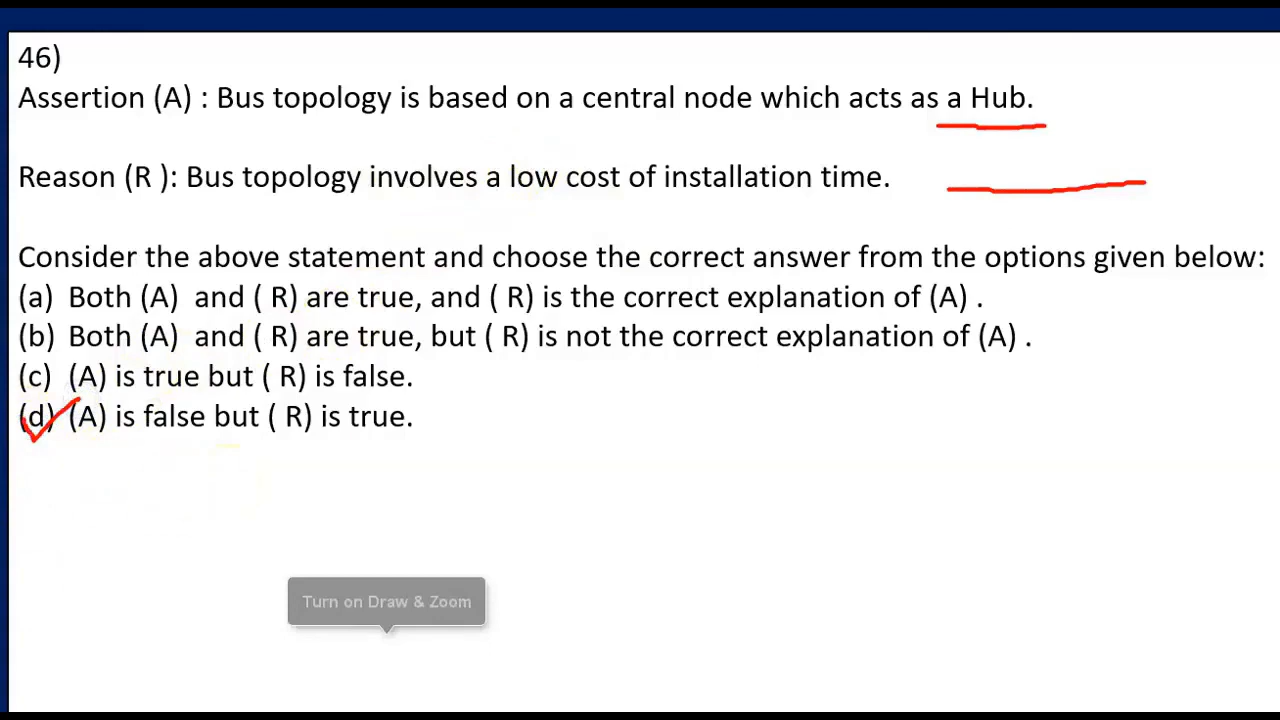 46)
Assertion (A) : Bus topology is based on a central node which acts as a Hub.
Reason (R ): Bus topology involves a low cost of installation time.
Consider the above statement and choose the correct answer from the options given below:
(a) Both (A) and ( R) are true, and ( R) is the correct explanation of (A) .
(b) Both (A) and ( R) are true, but ( R) is not the correct explanation of (A) .
(c) (A) is true but ( R) is false.
(d) (A) is false but ( R) is true.
Turn on Draw & Zoom